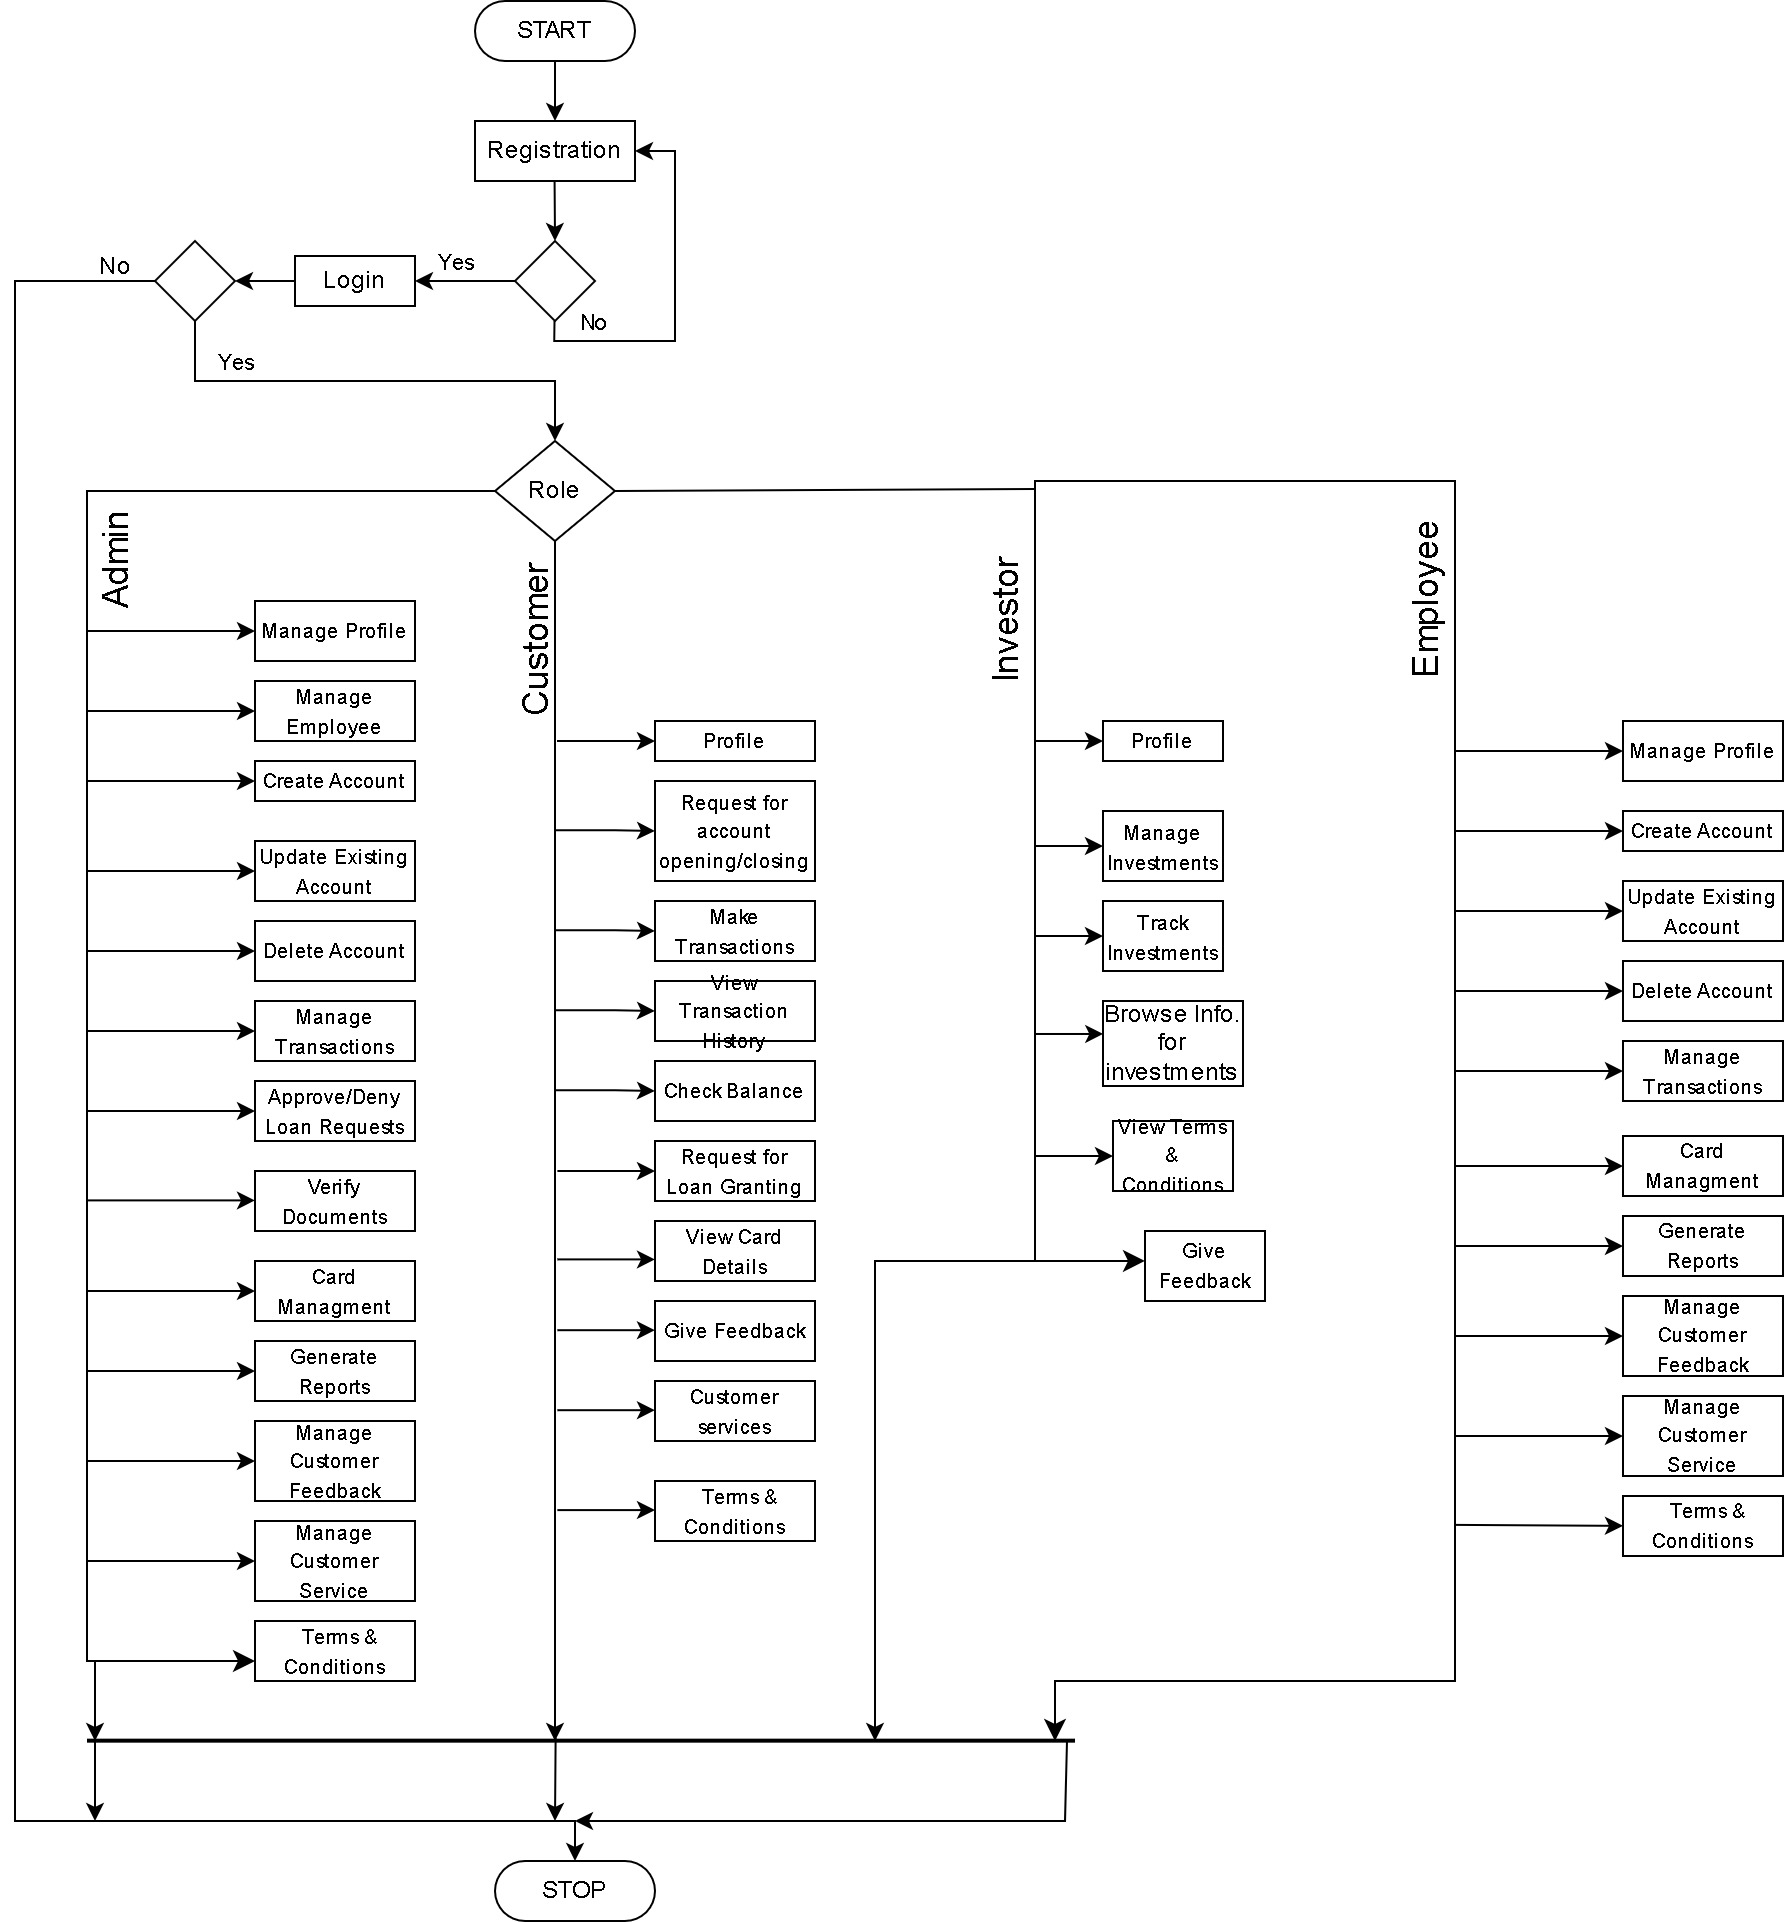 START
Registration
No
Login
Yes
No
Yes
Role
Admin
Manage Profile
Manage
Employee
Create Account
Update Existing
Account
Delete Account
Manage
Transactions
Approve/Deny
Loan Requests
Verify
Documents
Card
Managment
Generate
Reports
Manage
Customer
Feedback
Manage
Customer
Service
Terms &
Conditions
Customer
Profile
Request for
account
opening/closing
Make
Transactions
View
Transaction
History
Check Balance
Request for
Loan Granting
View Card
Details
Give Feedback
Customer
services
Terms &
Conditions
Investor
Profile
Manage
Investments
Track
Investments
Browse Info.
for
investments
View Terms
&
Conditions
Give
Feedback
Employee
Manage Profile
Create Account
Update Existing
Account
Delete Account
Manage
Transactions
Card
Managment
Generate
Reports
Manage
Customer
Feedback
Manage
Customer
Service
Terms &
Conditions
STOP